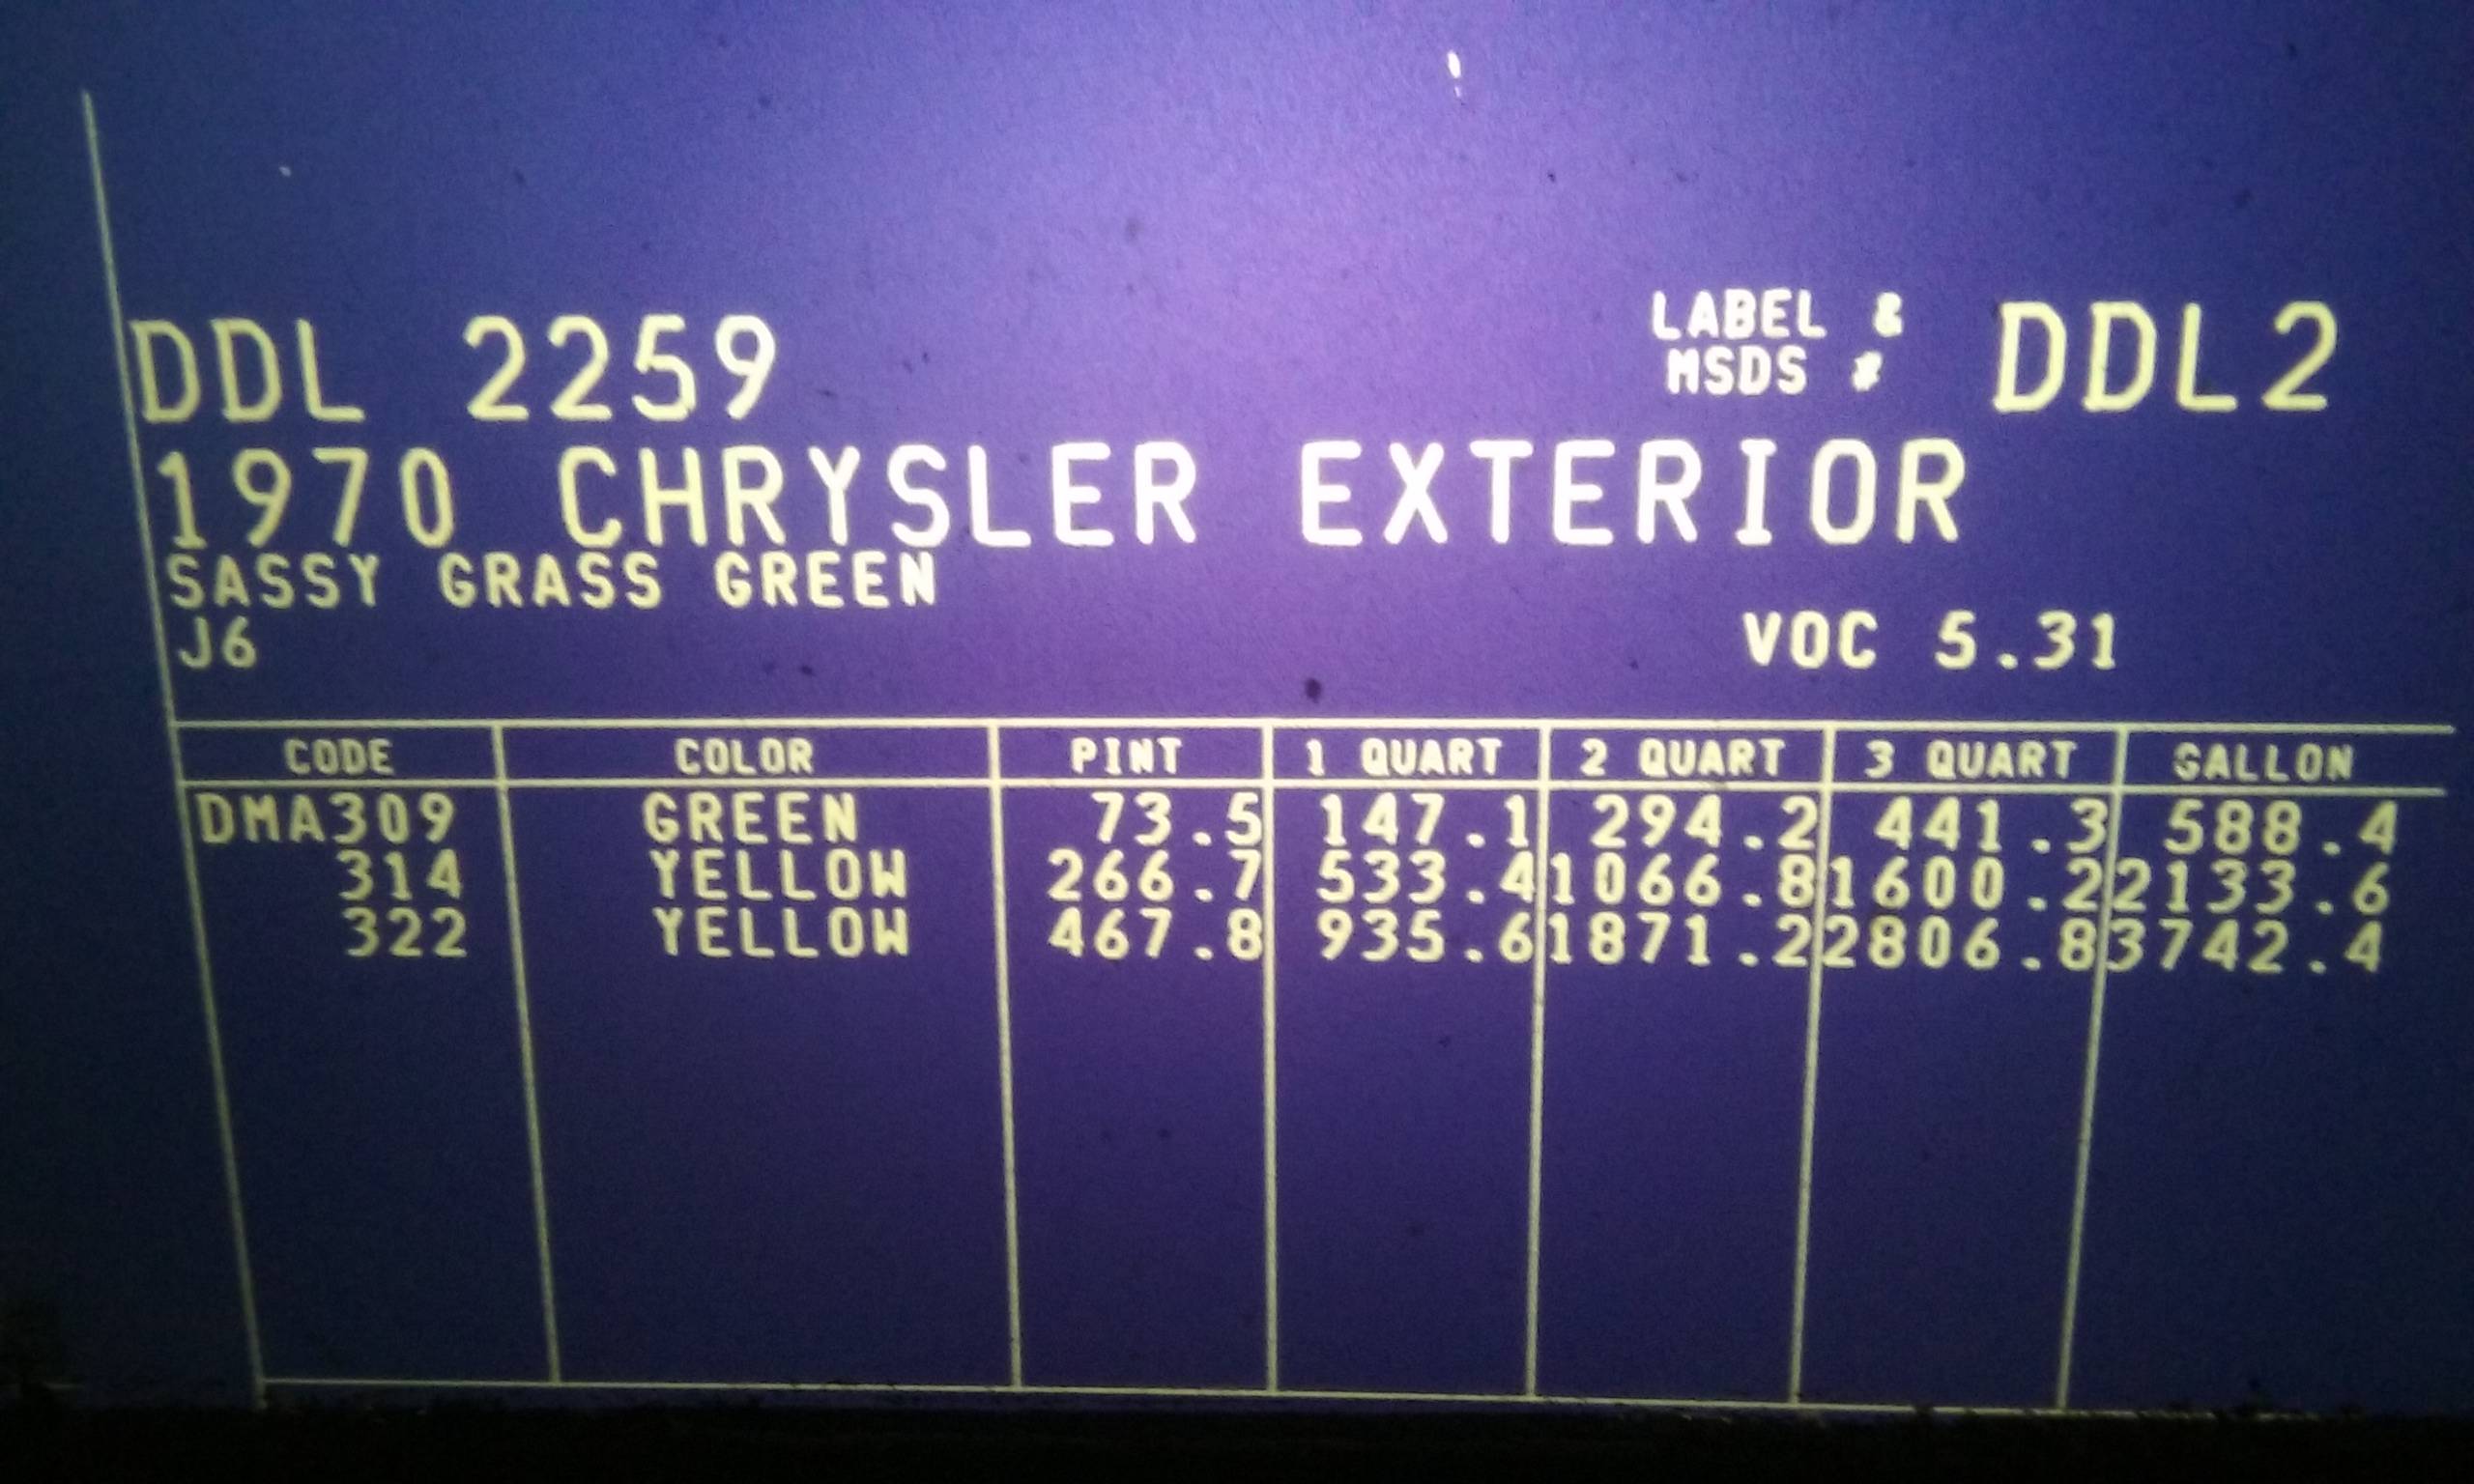 DDL 2259
LABEL &
MSDS #
DDL2
1970 CHRYSLER EXTERIOR
SASSY GRASS GREEN
J6
VOC 5.31
CODE COLOR PINT 1 QUART 2 QUART 3 QUART GALLON
DMA309 GREEN 73.5 147.1 294.2 441.3 588.4
314 YELLOW 266.7 533.4 1066.8 1600.2 2133.6
322 YELLOW 467.8 935.6 1871.2 2806.8 3742.4